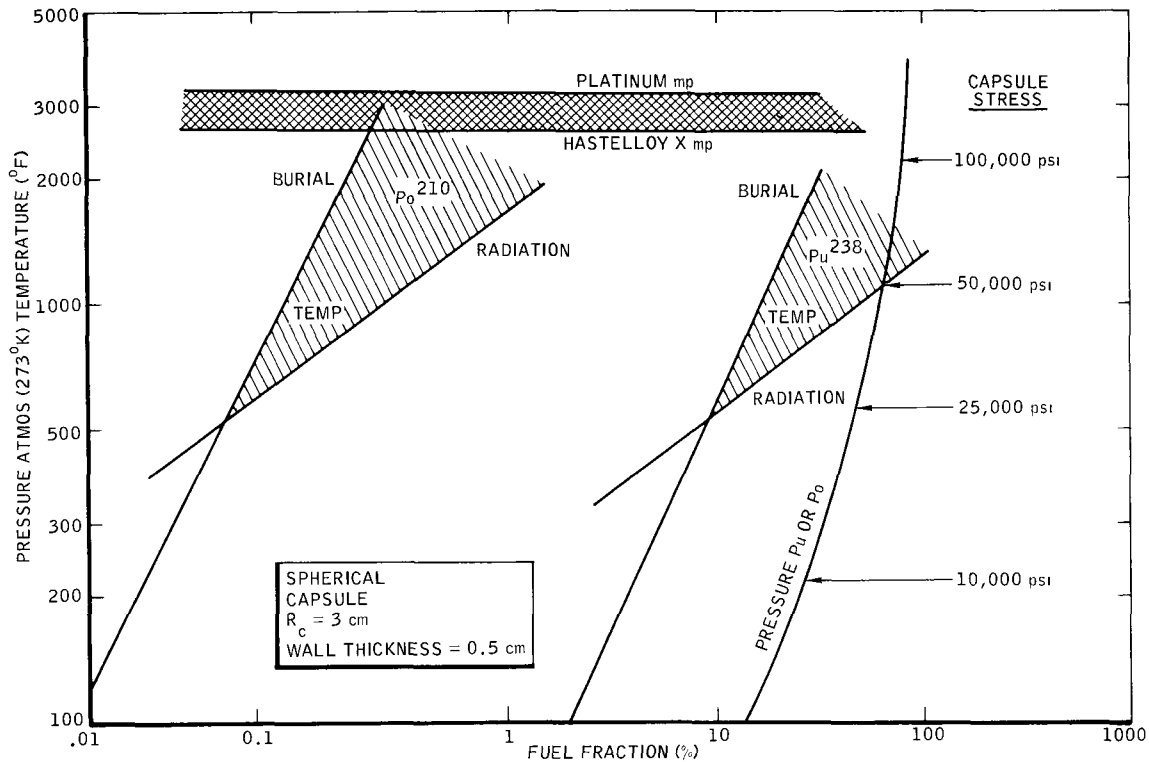 PRESSURE ATMOS (273°K) TEMPERATURE (°F)
5000
3000
2000
1000
500
300
200
100
PLATINUM mp
HASTELLOY X mp
CAPSULE
STRESS
100,000 psi
50,000 psi
25,000 psi
10,000 psi
BURIAL
Po210
TEMP
RADIATION
BURIAL
Pu238
TEMP
RADIATION
PRESSURE Pu OR Po
SPHERICAL
CAPSULE
Rc = 3 cm
WALL THICKNESS = 0.5 cm
.01
0.1
1
10
100
1000
FUEL FRACTION (%)